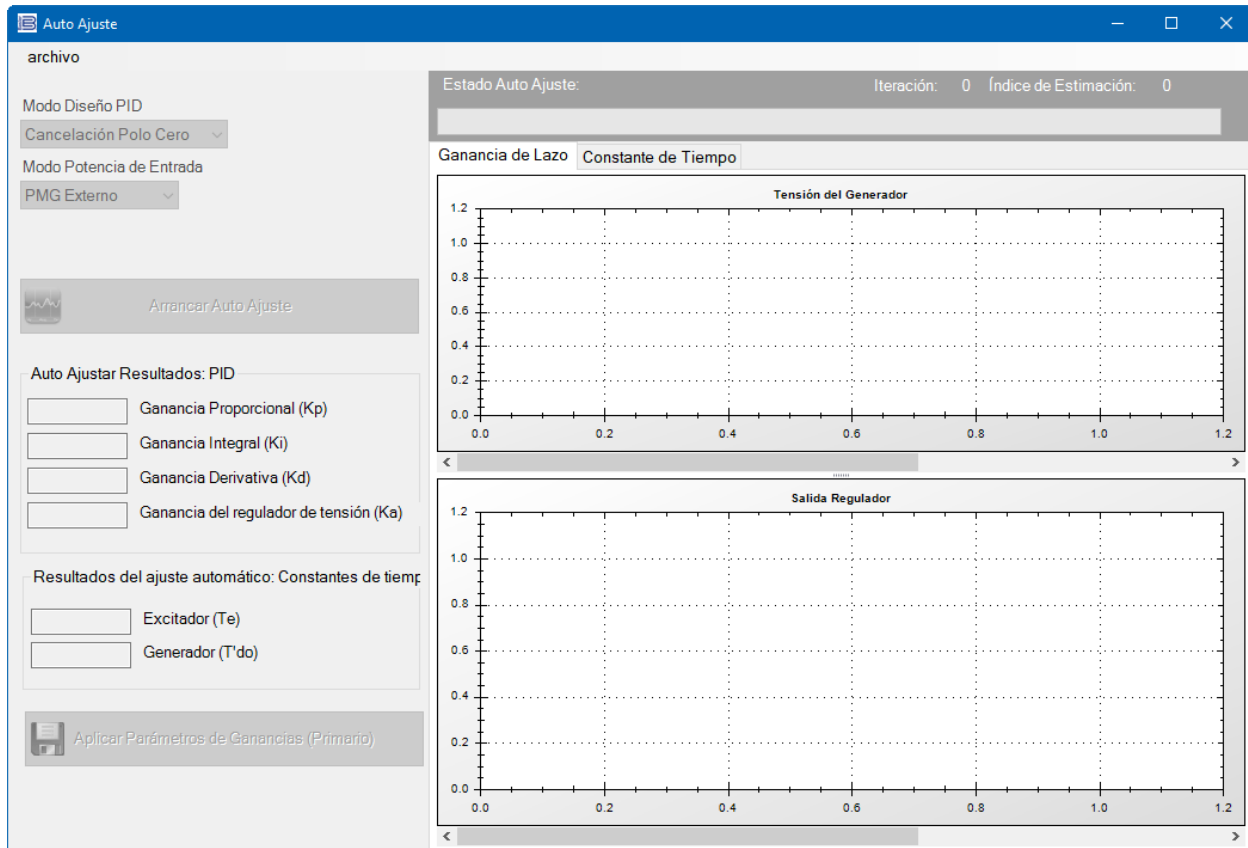 Auto Ajuste
archivo
Modo Diseño PID
Cancelación Polo Cero
Modo Potencia de Entrada
PMG Externo
Arrancar Auto Ajuste
Auto Ajustar Resultados: PID
Ganancia Proporcional (Kp)
Ganancia Integral (Ki)
Ganancia Derivativa (Kd)
Ganancia del regulador de tensión (Ka)
Resultados del ajuste automático: Constantes de tiemp
Excitador (Te)
Generador (T'do)
Aplicar Parámetros de Ganancias (Primario)
Estado Auto Ajuste: Iteración: 0 Índice de Estimación: 0
Ganancia de Lazo Constante de Tiempo
Tensión del Generador
1.2
1.0
0.8
0.6
0.4
0.2
0.0
0.0 0.2 0.4 0.6 0.8 1.0 1.2
Salida Regulador
1.2
1.0
0.8
0.6
0.4
0.2
0.0
0.0 0.2 0.4 0.6 0.8 1.0 1.2